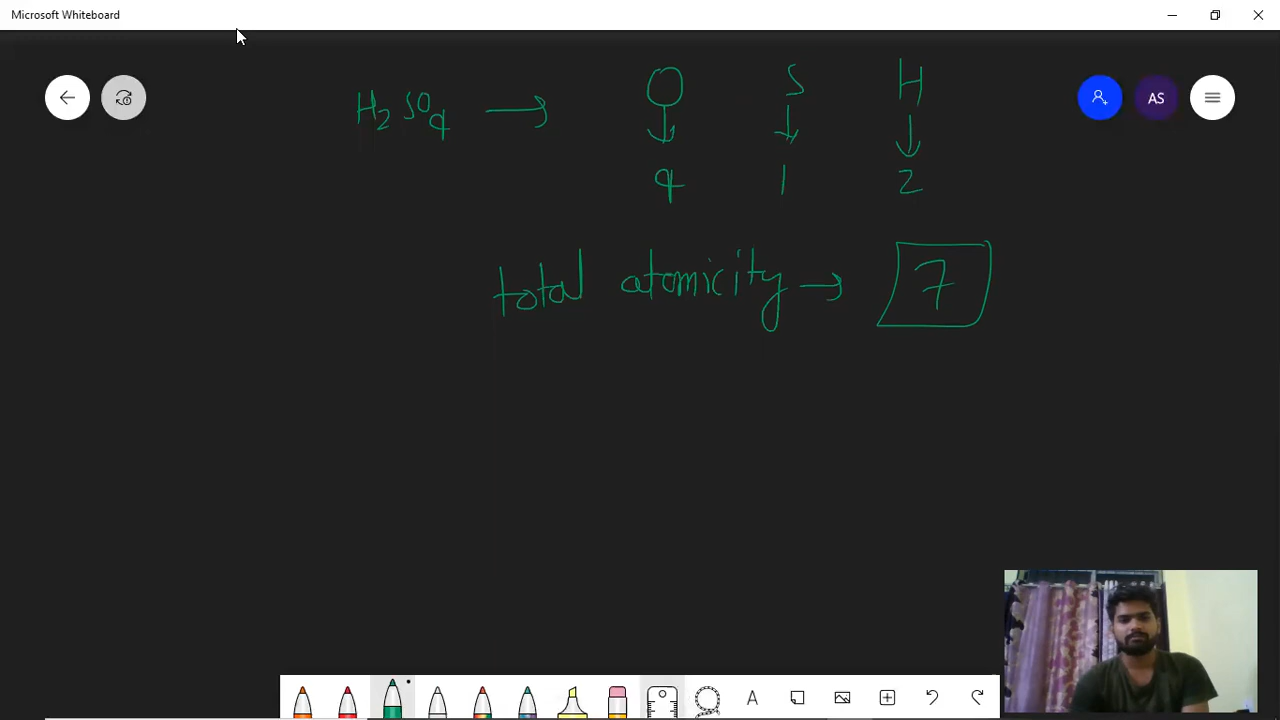 Microsoft Whiteboard
H₂SO₄ → O S H
4 1 2
AS
total atomicity → 7
A